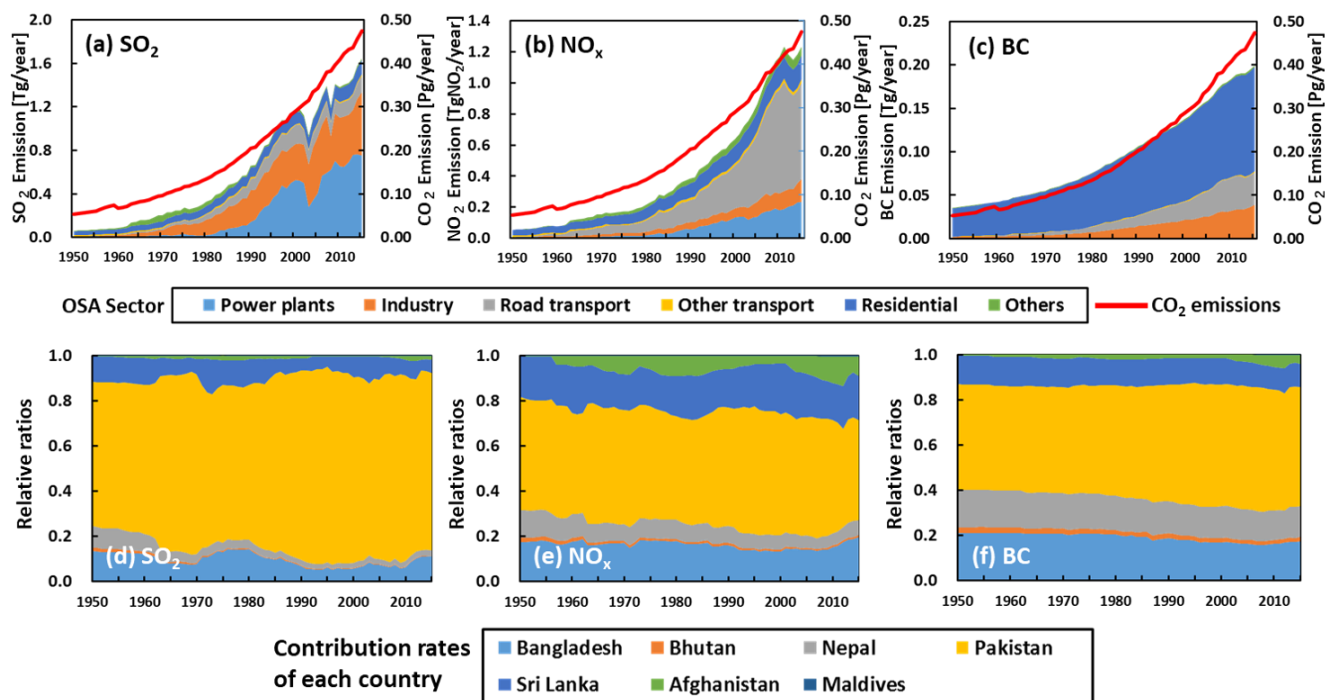 (a) SO2
SO2 Emission [Tg/year]
2.0
1.6
1.2
0.8
0.4
0.0
CO2 Emission [Pg/year]
0.50
0.40
0.30
0.20
0.10
0.00
1950 1960 1970 1980 1990 2000 2010
(b) NOx
NO2 Emission [TgNO2/year]
1.4
1.2
1.0
0.8
0.6
0.4
0.2
0.0
CO2 Emission [Pg/year]
0.50
0.40
0.30
0.20
0.10
0.00
1950 1960 1970 1980 1990 2000 2010
(c) BC
BC Emission [Tg/year]
0.25
0.20
0.15
0.10
0.05
0.00
CO2 Emission [Pg/year]
0.50
0.40
0.30
0.20
0.10
0.00
1950 1960 1970 1980 1990 2000 2010
OSA Sector Power plants Industry Road transport Other transport Residential Others CO2 emissions
Relative ratios
1.0
0.8
0.6
0.4
0.2
0.0
(d) SO2
1950 1960 1970 1980 1990 2000 2010
Relative ratios
1.0
0.8
0.6
0.4
0.2
0.0
(e) NOx
1950 1960 1970 1980 1990 2000 2010
Relative ratios
1.0
0.8
0.6
0.4
0.2
0.0
(f) BC
1950 1960 1970 1980 1990 2000 2010
Contribution rates
of each country
Bangladesh Bhutan Nepal Pakistan
Sri Lanka Afghanistan Maldives